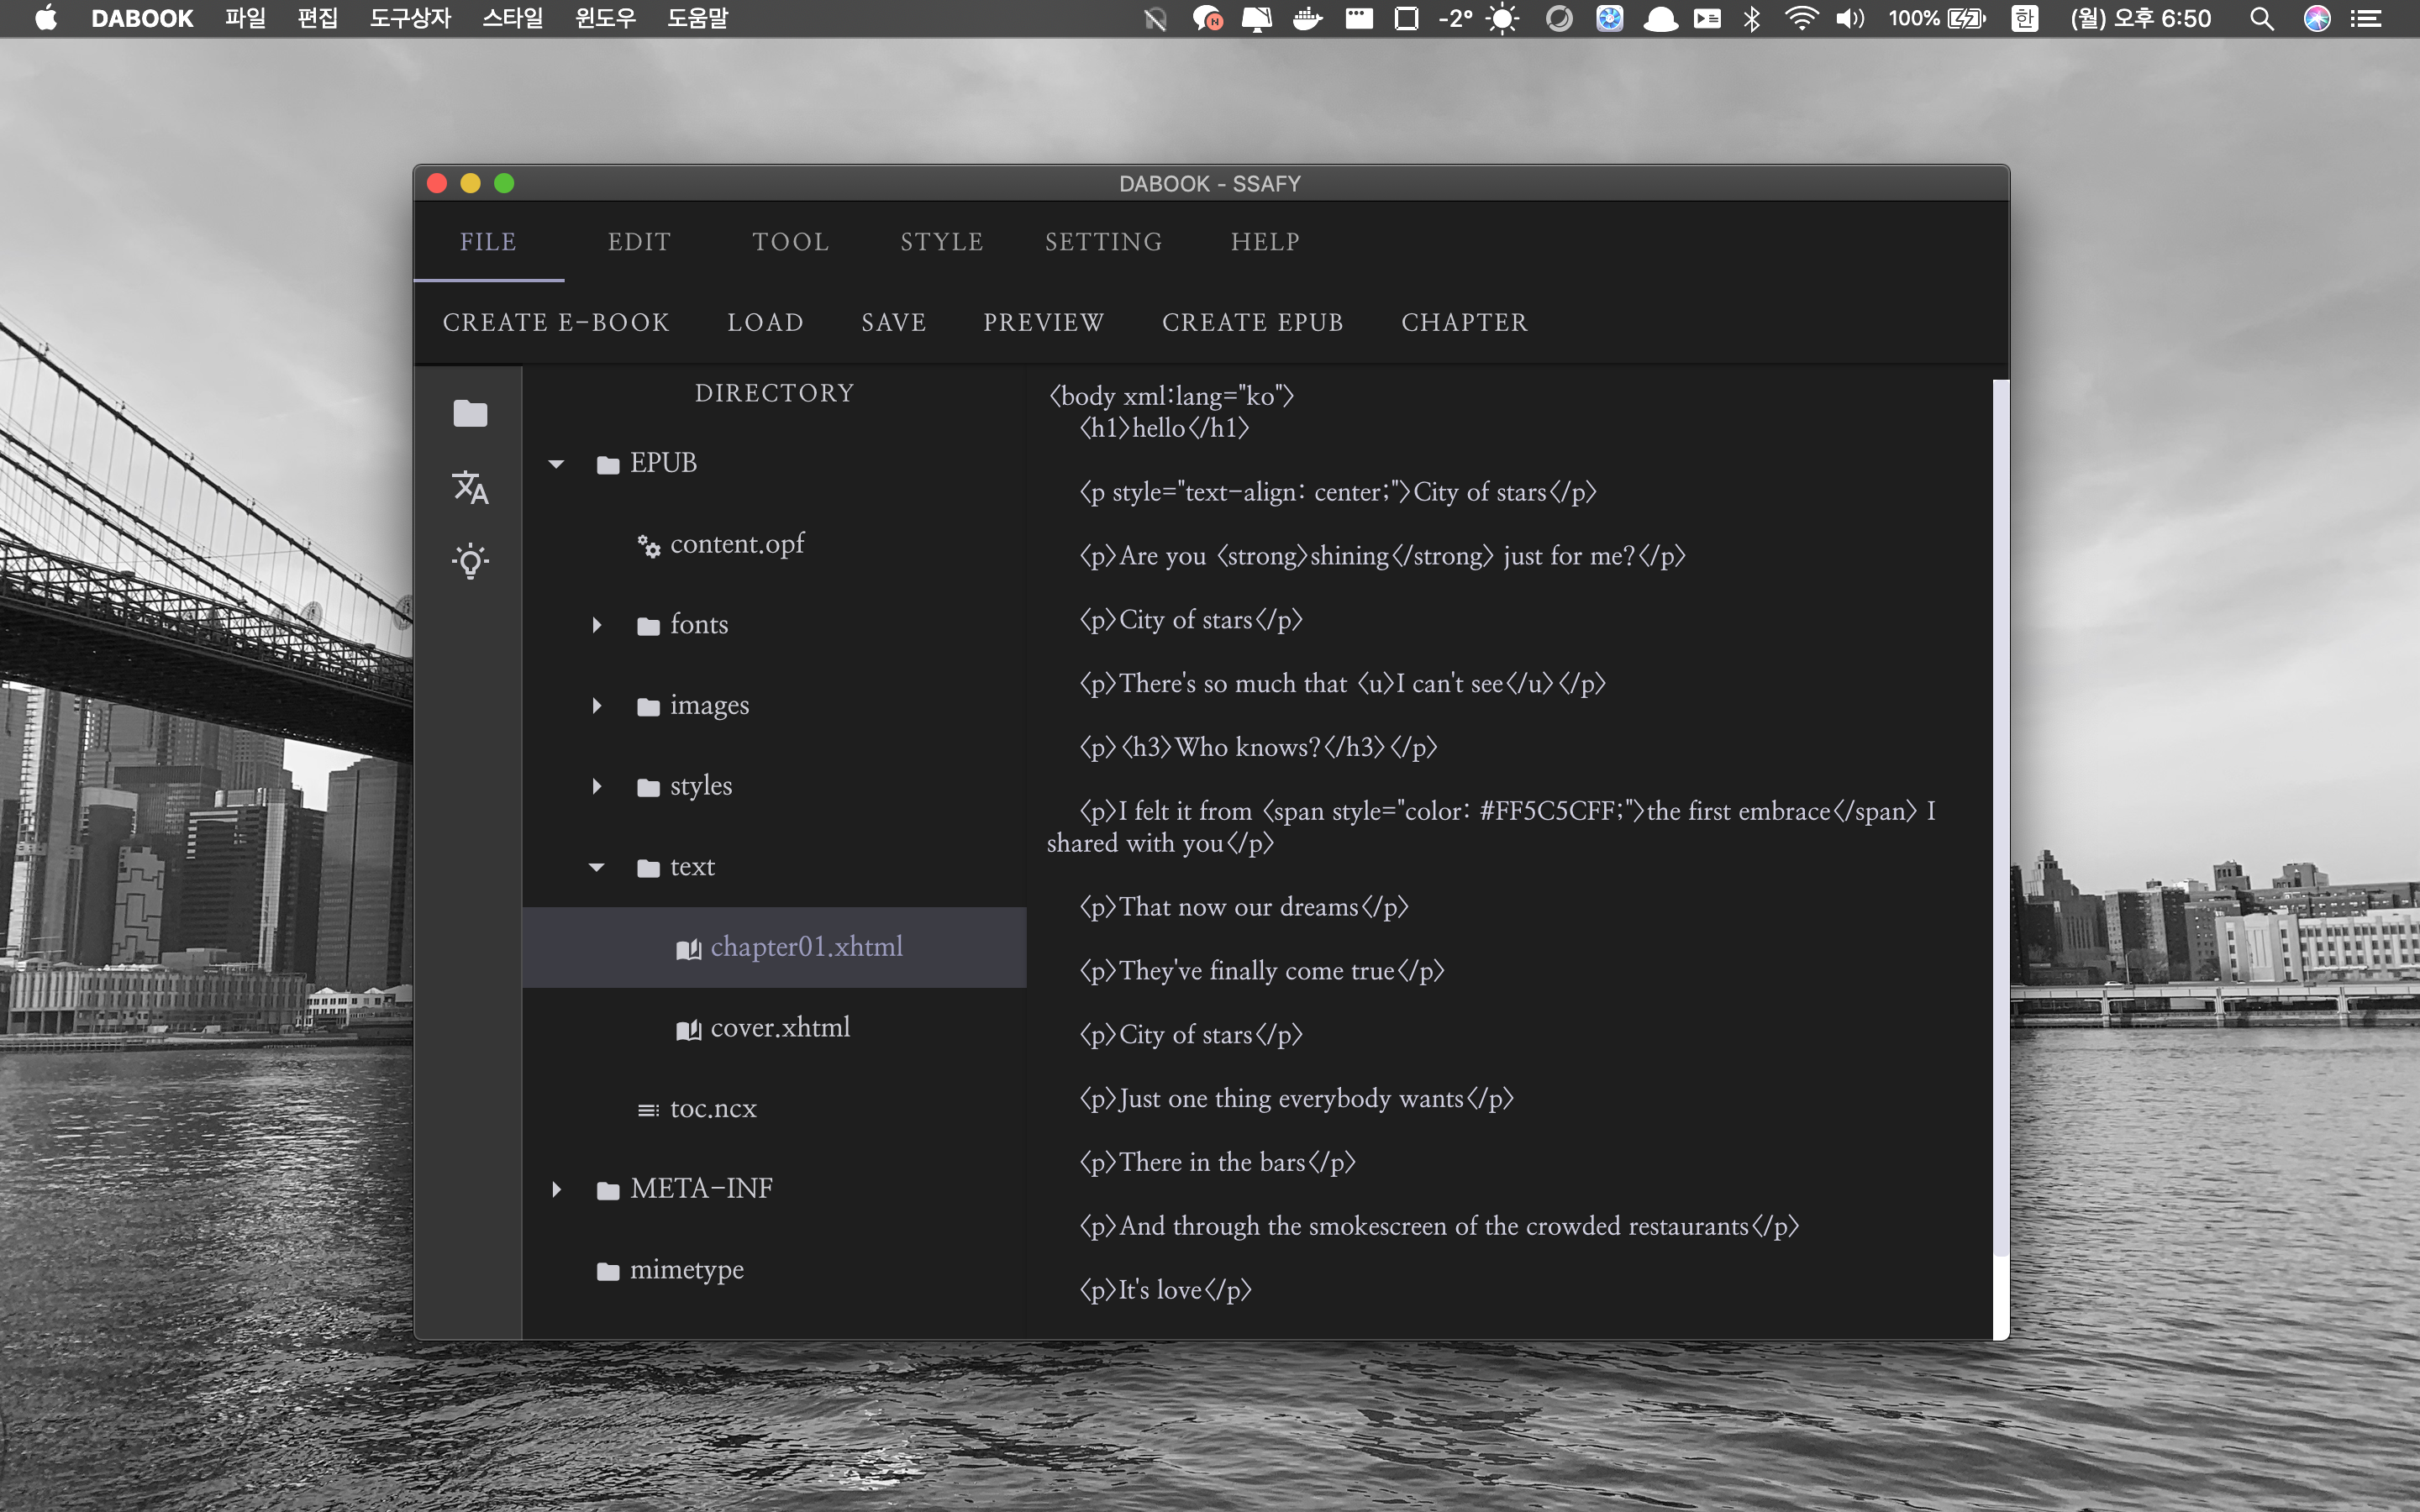 DABOOK 파일 편집 도구상자 스타일 윈도우 도움말 -2° 100% 한 (월) 오후 6:50
DABOOK - SSAFY
FILE EDIT TOOL STYLE SETTING HELP
CREATE E-BOOK LOAD SAVE PREVIEW CREATE EPUB CHAPTER
DIRECTORY
EPUB
content.opf
fonts
images
styles
text
chapter01.xhtml
cover.xhtml
toc.ncx
META-INF
mimetype
<body xml:lang="ko">
<h1>hello</h1>
<p style="text-align: center;">City of stars</p>
<p>Are you <strong>shining</strong> just for me?</p>
<p>City of stars</p>
<p>There's so much that <u>I can't see</u></p>
<p><h3>Who knows?</h3></p>
<p>I felt it from <span style="color: #FF5C5CFF;">the first embrace</span> I
shared with you</p>
<p>That now our dreams</p>
<p>They've finally come true</p>
<p>City of stars</p>
<p>Just one thing everybody wants</p>
<p>There in the bars</p>
<p>And through the smokescreen of the crowded restaurants</p>
<p>It's love</p>